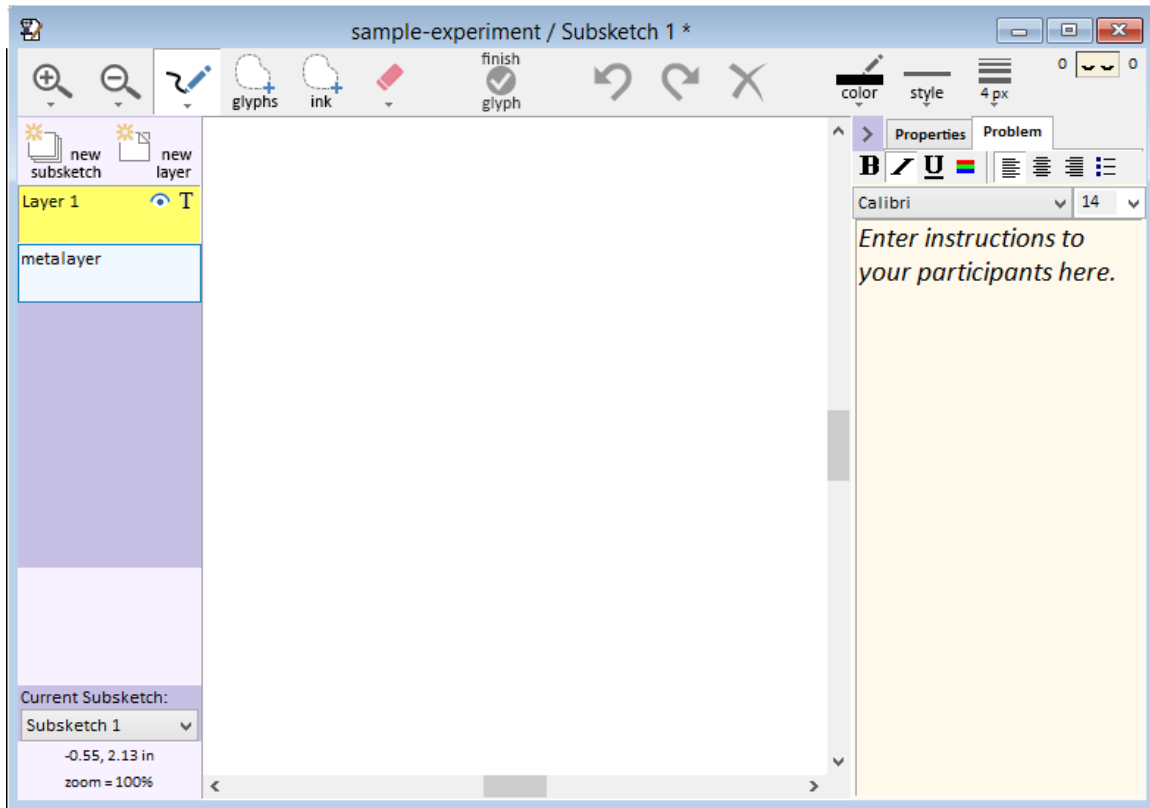 sample-experiment / Subsketch 1 *
finish
glyphs
ink
glyph
color
style
4 px
0
0
new
subsketch
new
layer
Properties
Problem
B
U
Layer 1
T
Calibri
14
metalayer
Enter instructions to
your participants here.
Current Subsketch:
Subsketch 1
-0.55, 2.13 in
zoom = 100%